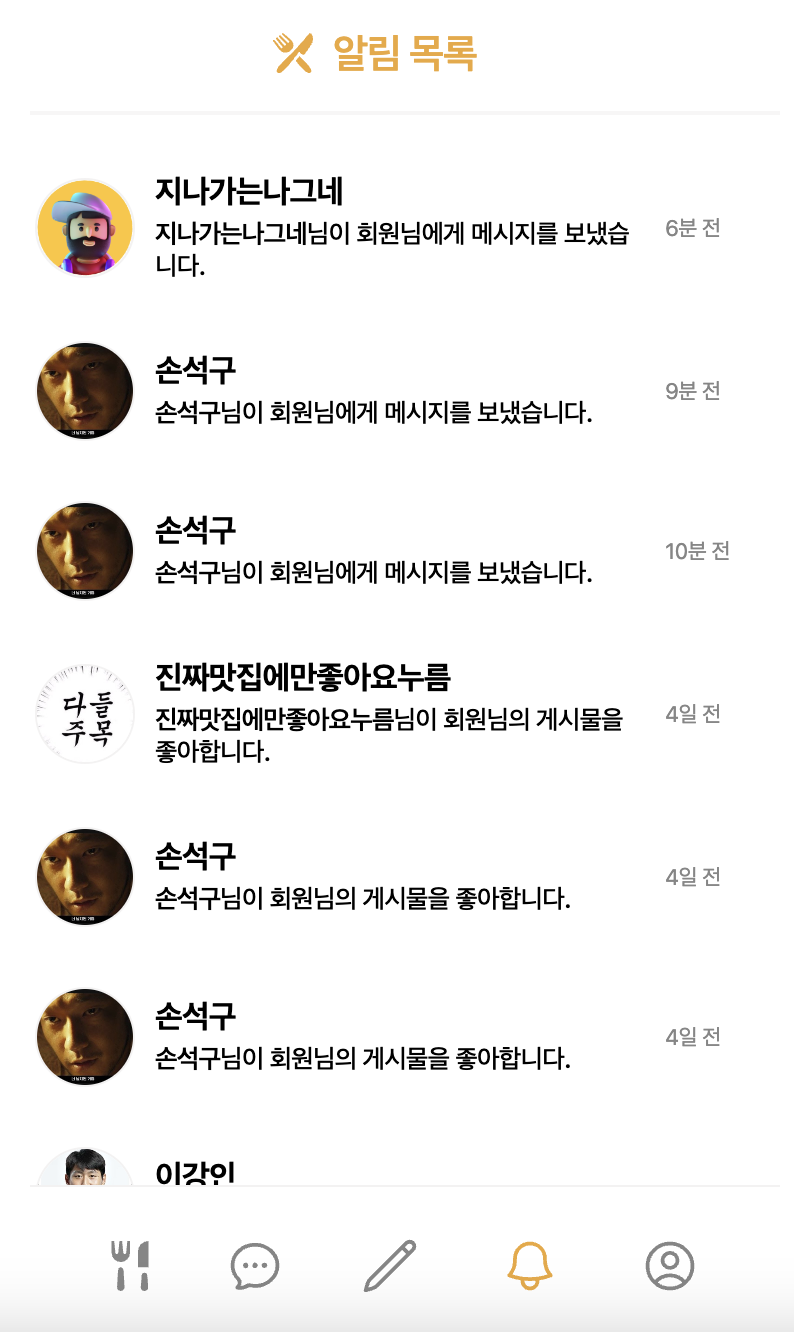 알림 목록
지나가는나그네
지나가는나그네님이 회원님에게 메시지를 보냈습
니다.
6분 전
손석구
손석구님이 회원님에게 메시지를 보냈습니다.
9분 전
손석구
손석구님이 회원님에게 메시지를 보냈습니다.
10분 전
다들
주목
진짜맛집에만좋아요누름
진짜맛집에만좋아요누름님이 회원님의 게시물을
좋아합니다.
4일 전
손석구
손석구님이 회원님의 게시물을 좋아합니다.
4일 전
손석구
손석구님이 회원님의 게시물을 좋아합니다.
4일 전
이강인